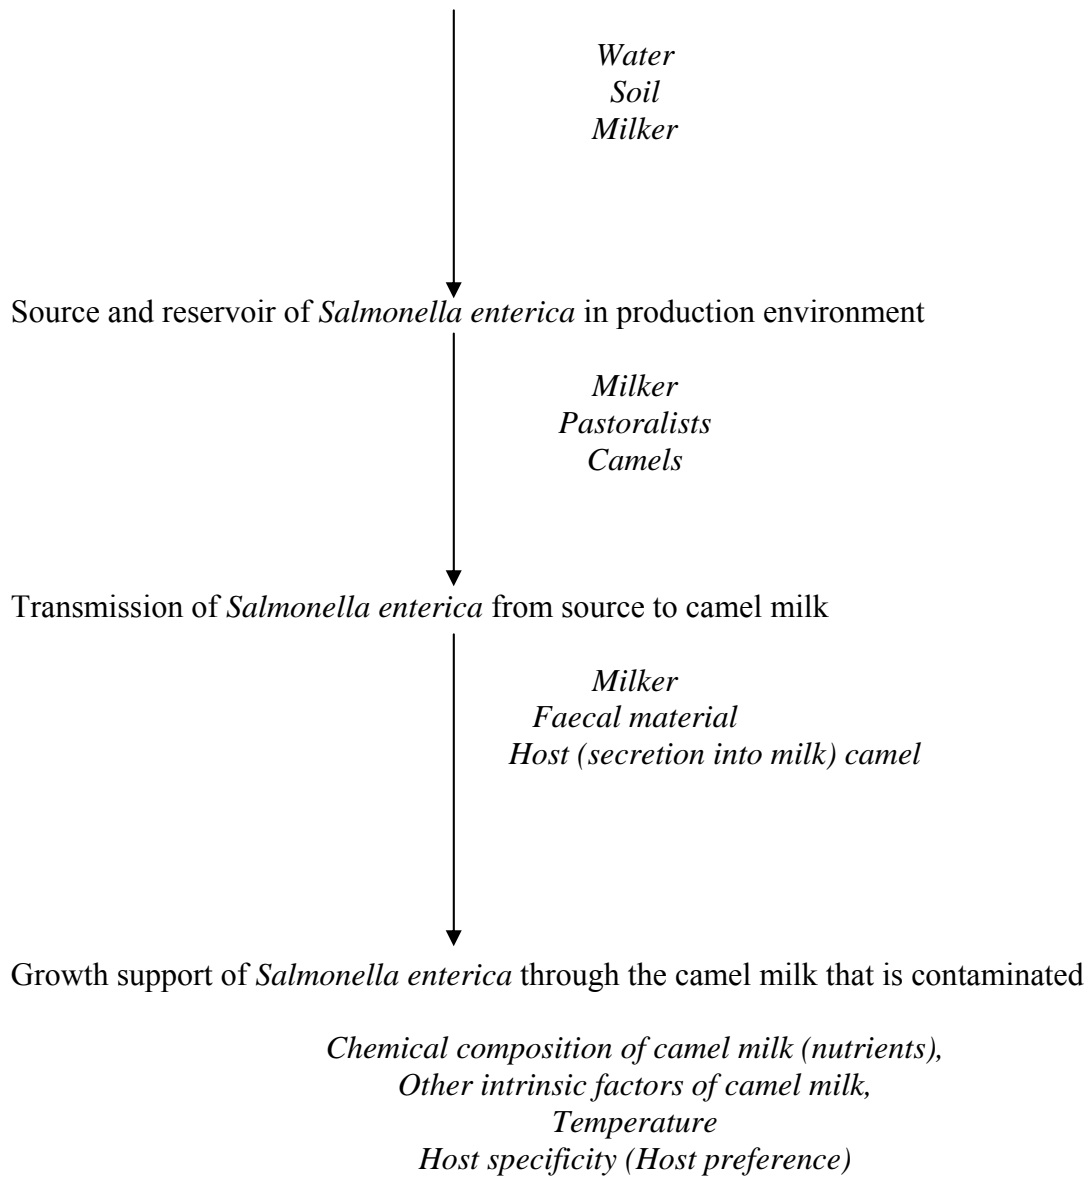 Water
Soil
Milker
Source and reservoir of Salmonella enterica in production environment
Milker
Pastoralists
Camels
Transmission of Salmonella enterica from source to camel milk
Milker
Faecal material
Host (secretion into milk) camel
Growth support of Salmonella enterica through the camel milk that is contaminated
Chemical composition of camel milk (nutrients),
Other intrinsic factors of camel milk,
Temperature
Host specificity (Host preference)